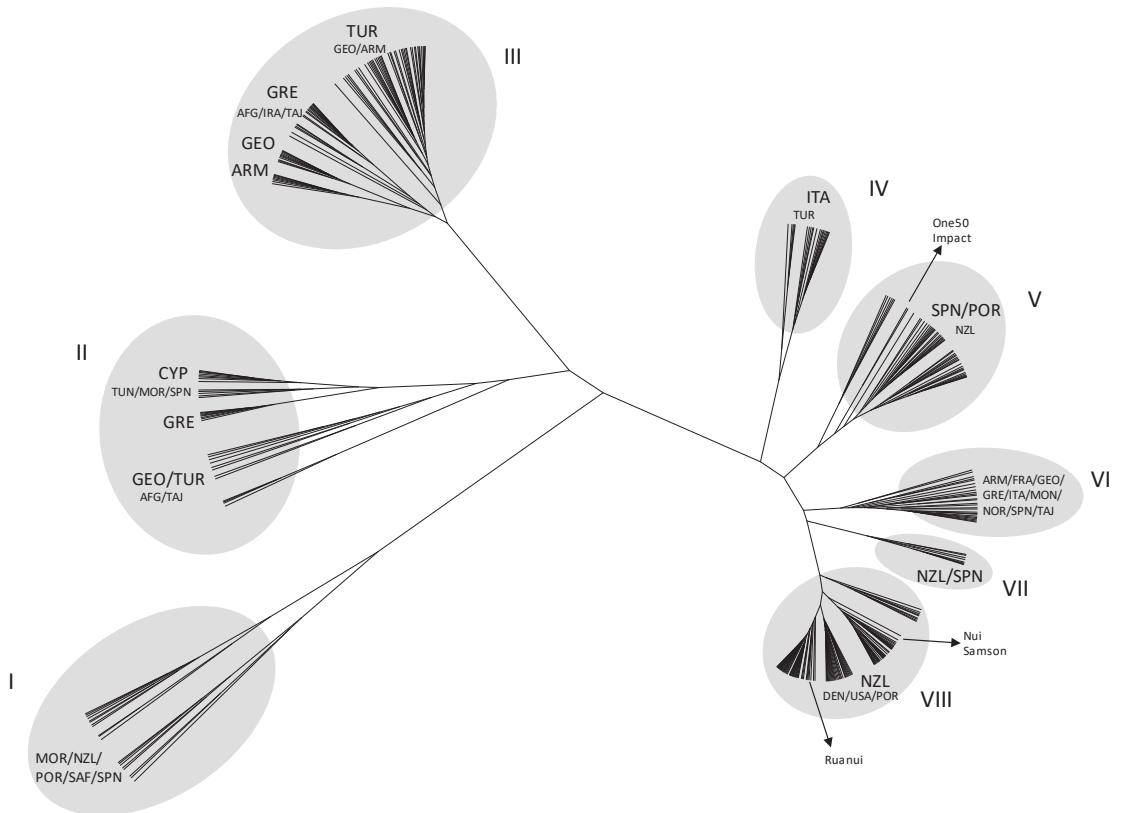 TUR
GEO/ARM
III
GRE
AFG/IRA/TAJ
GEO
ARM
IV
ITA
TUR
One50
Impact
V
SPN/POR
NZL
II
CYP
TUN/MOR/SPN
GRE
GEO/TUR
AFG/TAJ
VI
ARM/FRA/GEO/
GRE/ITA/MON/
NOR/SPN/TAJ
NZL/SPN
VII
Nui
Samson
NZL
DEN/USA/POR
VIII
Ruanui
I
MOR/NZL/
POR/SAF/SPN